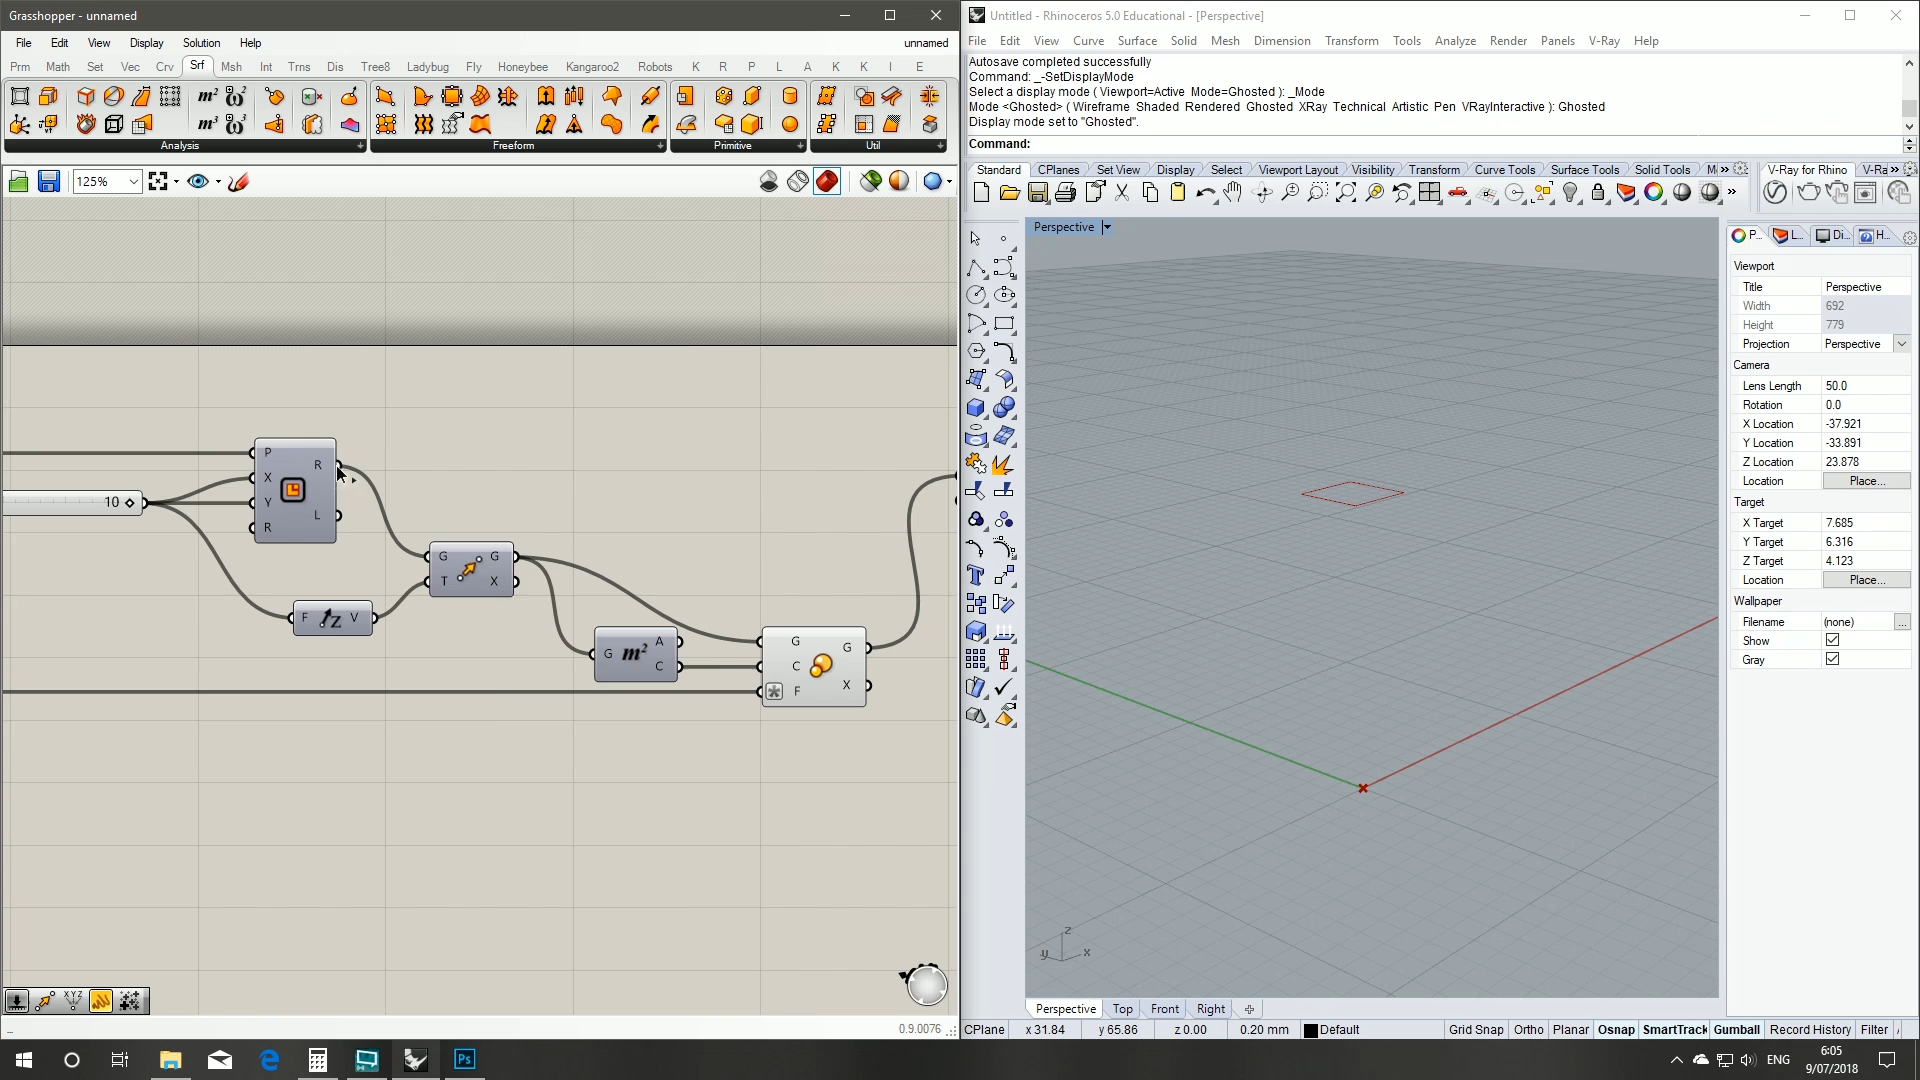 Grasshopper - unnamed
File Edit View Display Solution Help unnamed
Prm Math Set Vec Crv Srf Msh Int Trns Dis Tree8 Ladybug Fly Honeybee Kangaroo2 Robots K R P L A K K I E
m² m³
Analysis Freeform Primitive Util
125%
P X Y R R L
10
F Z V
G T G X
G m² A C
G C F G X
XYZ
0.9.0076
Untitled - Rhinoceros 5.0 Educational - [Perspective]
File Edit View Curve Surface Solid Mesh Dimension Transform Tools Analyze Render Panels V-Ray Help
Autosave completed successfully
Command: _-SetDisplayMode
Select a display mode ( Viewport=Active Mode=Ghosted ): _Mode
Mode <Ghosted> ( Wireframe Shaded Rendered Ghosted XRay Technical Artistic Pen VRayInteractive ): Ghosted
Display mode set to "Ghosted".
Command:
Standard CPlanes Set View Display Select Viewport Layout Visibility Transform Curve Tools Surface Tools Solid Tools M » V-Ray for Rhino V-Ra »
Perspective
P... L... Di... H...
Viewport
Title Perspective
Width 692
Height 779
Projection Perspective
Camera
Lens Length 50.0
Rotation 0.0
X Location -37.921
Y Location -33.891
Z Location 23.878
Location Place...
Target
X Target 7.685
Y Target 6.316
Z Target 4.123
Location Place...
Wallpaper
Filename (none) ...
Show
Gray
z
y x
Perspective Top Front Right
CPlane x 31.84 y 65.86 z 0.00 0.20 mm Default Grid Snap Ortho Planar Osnap SmartTrack Gumball Record History Filter
Ps
ENG
6:05
9/07/2018